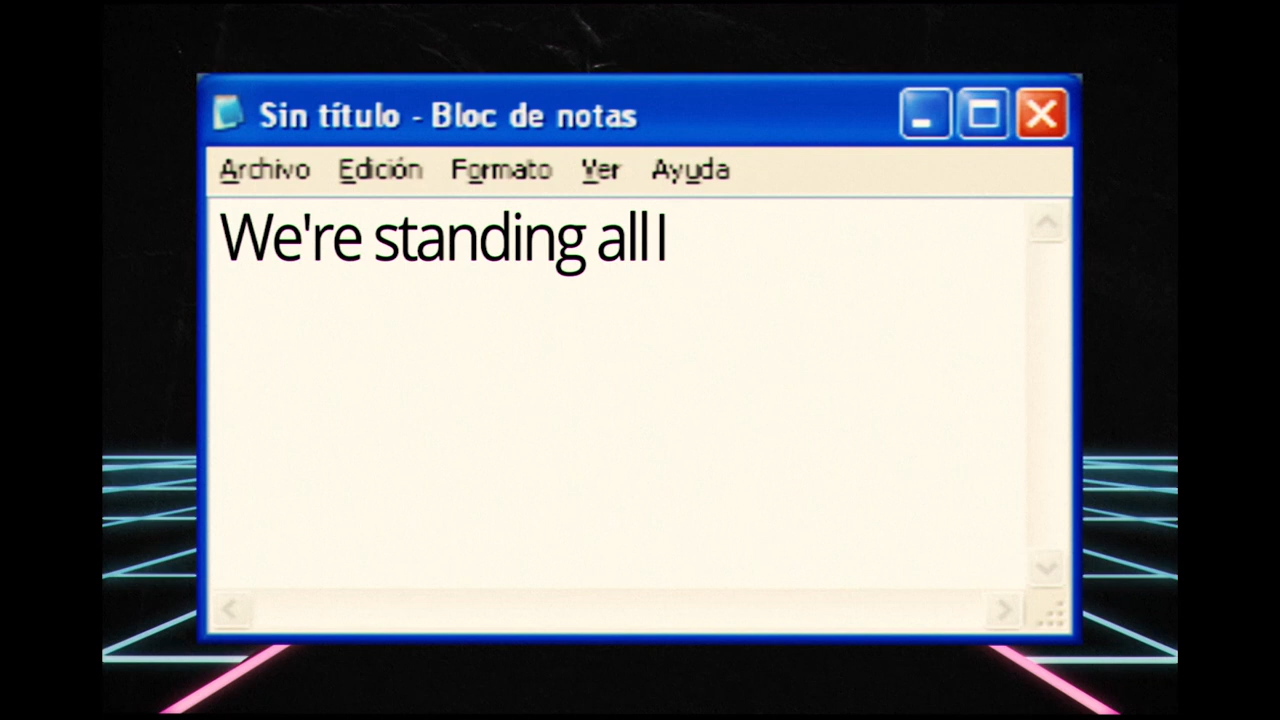 Sin título - Bloc de notas
Archivo Edición Formato Ver Ayuda
We're standing all